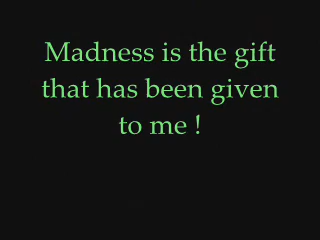 Madness is the gift
that has been given
to me !